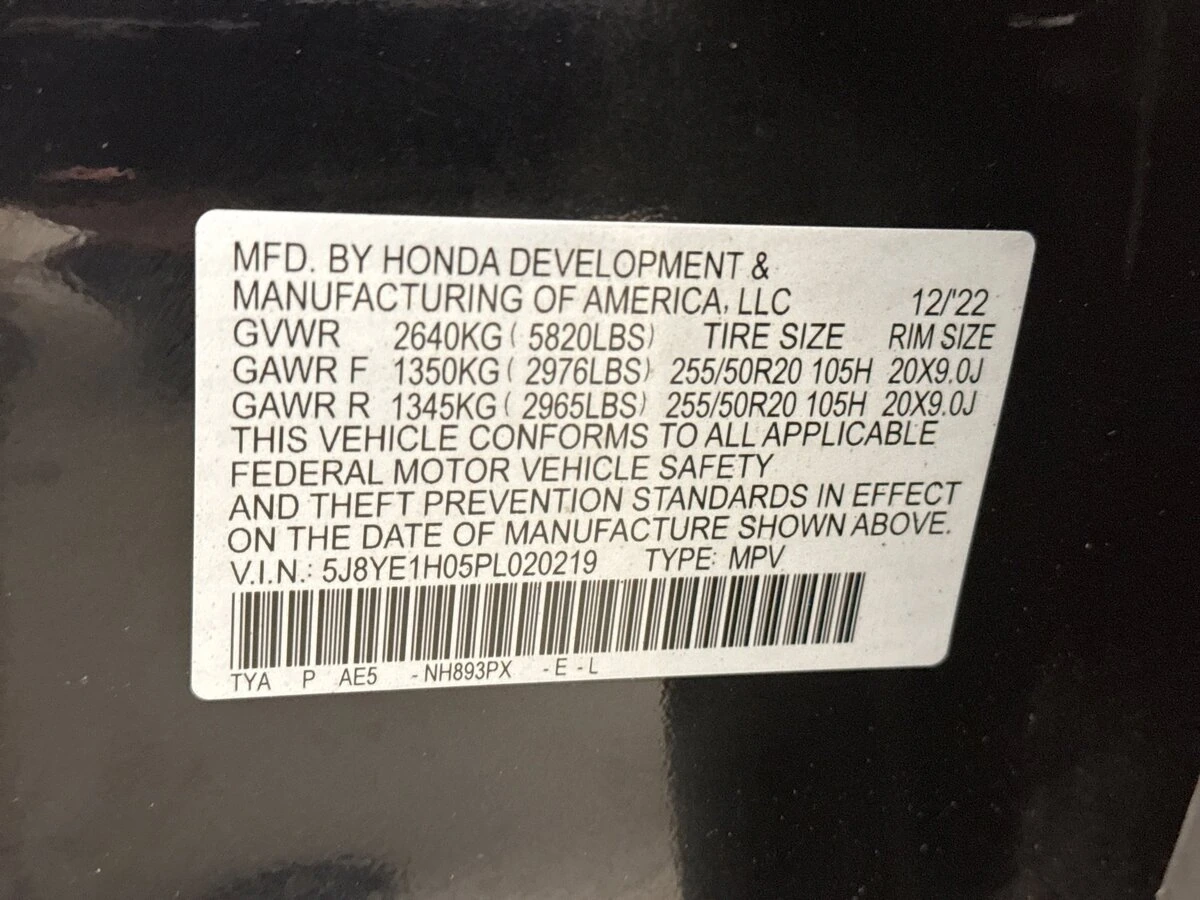 MFD. BY HONDA DEVELOPMENT &
MANUFACTURING OF AMERICA, LLC 12/'22
GVWR 2640KG ( 5820LBS) TIRE SIZE RIM SIZE
GAWR F 1350KG ( 2976LBS) 255/50R20 105H 20X9.0J
GAWR R 1345KG ( 2965LBS) 255/50R20 105H 20X9.0J
THIS VEHICLE CONFORMS TO ALL APPLICABLE
FEDERAL MOTOR VEHICLE SAFETY
AND THEFT PREVENTION STANDARDS IN EFFECT
ON THE DATE OF MANUFACTURE SHOWN ABOVE.
V.I.N.: 5J8YE1H05PL020219 TYPE: MPV
TYA P AE5 - NH893PX - E - L